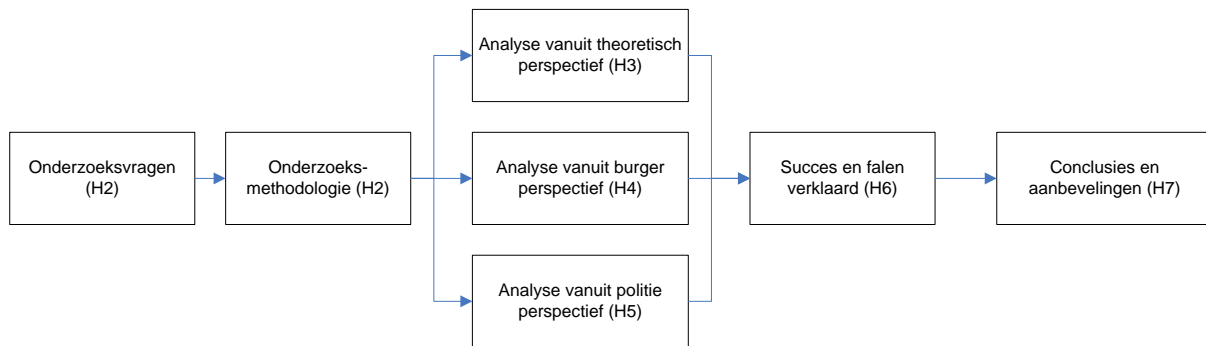 Onderzoeksvragen
(H2)
Onderzoeks-
methodologie (H2)
Analyse vanuit theoretisch
perspectief (H3)
Analyse vanuit burger
perspectief (H4)
Analyse vanuit politie
perspectief (H5)
Succes en falen
verklaard (H6)
Conclusies en
aanbevelingen (H7)